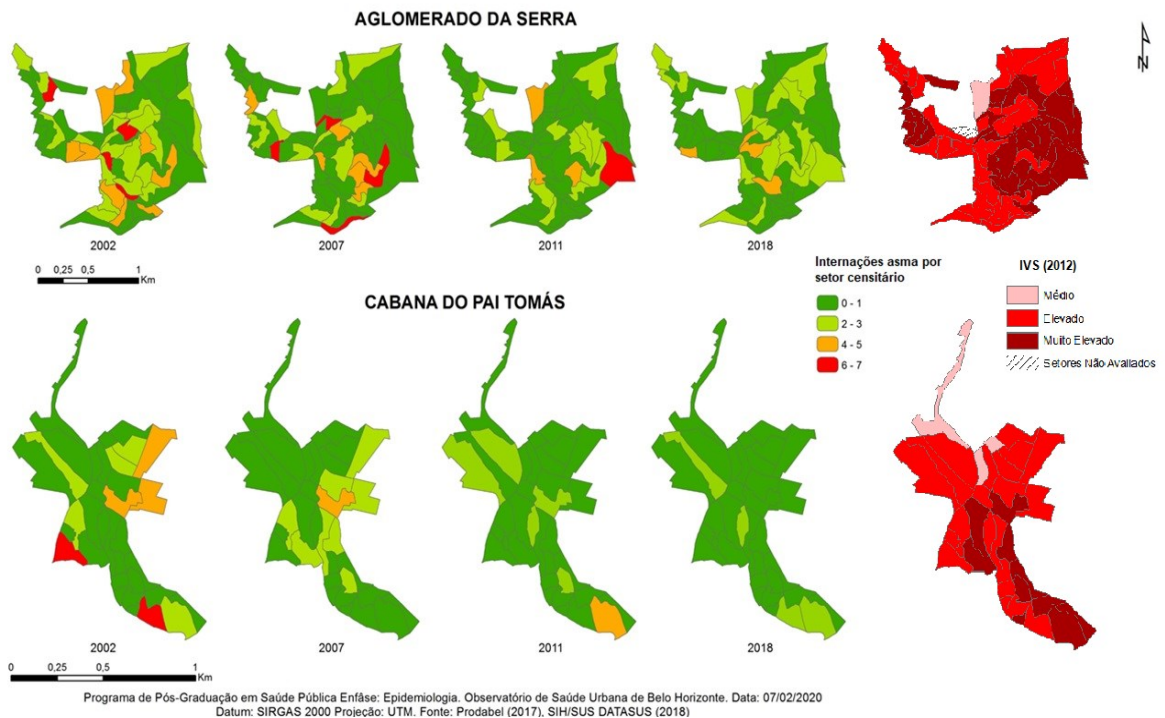 AGLOMERADO DA SERRA
N
2002
2007
2011
2018
0 0,25 0,5 1
Km
Internações asma por
setor censitário
0 - 1
2 - 3
4 - 5
6 - 7
IVS (2012)
Médio
Elevado
Muito Elevado
Setores Não Avaliados
CABANA DO PAI TOMÁS
2002
2007
2011
2018
0 0,25 0,5 1
Km
Programa de Pós-Graduação em Saúde Pública Enfâse: Epidemiologia. Observatório de Saúde Urbana de Belo Horizonte. Data: 07/02/2020
Datum: SIRGAS 2000 Projeção: UTM. Fonte: Prodabel (2017), SIH/SUS DATASUS (2018)